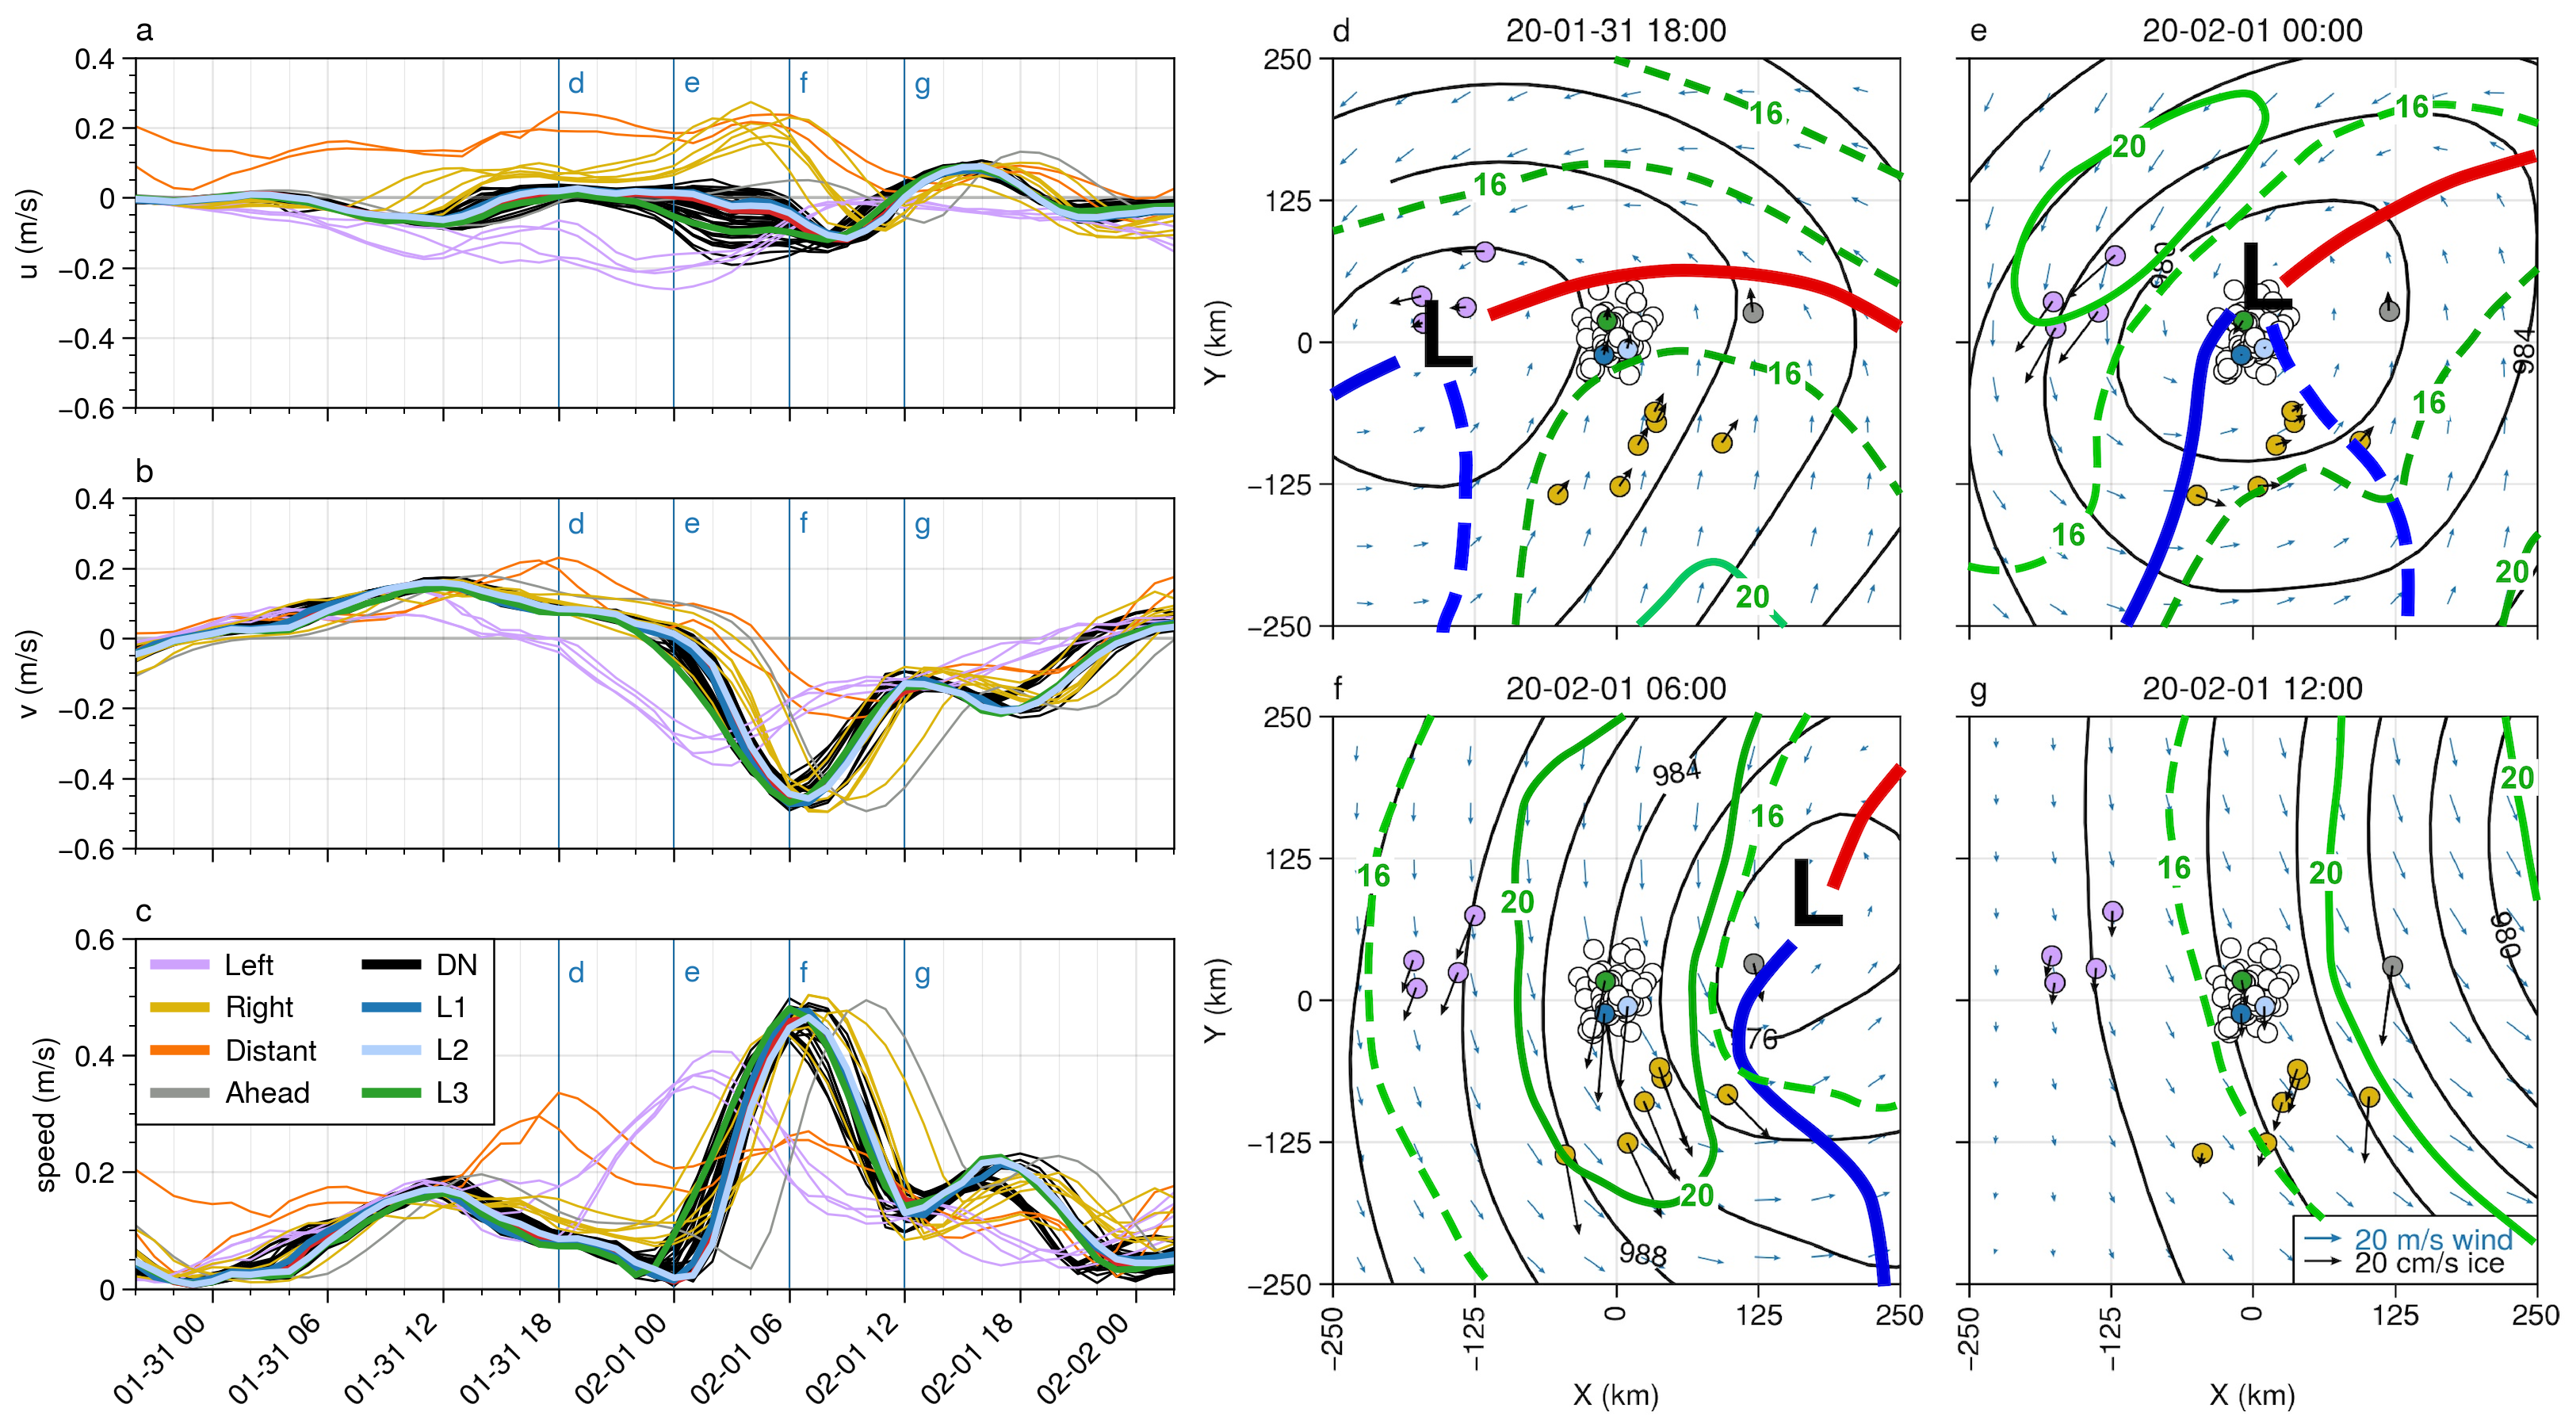 a
0.4
0.2
0
−0.2
−0.4
−0.6
u (m/s)
d
e
f
g
b
0.4
0.2
0
−0.2
−0.4
−0.6
v (m/s)
d
e
f
g
c
0.6
0.4
0.2
0
speed (m/s)
d
e
f
g
Left
Right
Distant
Ahead
DN
L1
L2
L3
01-31 00
01-31 06
01-31 12
01-31 18
02-01 00
02-01 06
02-01 12
02-01 18
02-02 00
d
20-01-31 18:00
250
125
0
−125
−250
Y (km)
16
16
16
20
L
e
20-02-01 00:00
20
16
980
L
984
16
16
20
f
20-02-01 06:00
250
125
0
−125
−250
Y (km)
984
16
16
20
L
76
20
988
−250
−125
0
125
250
X (km)
g
20-02-01 12:00
20
16
20
980
20 m/s wind
20 cm/s ice
−250
−125
0
125
250
X (km)